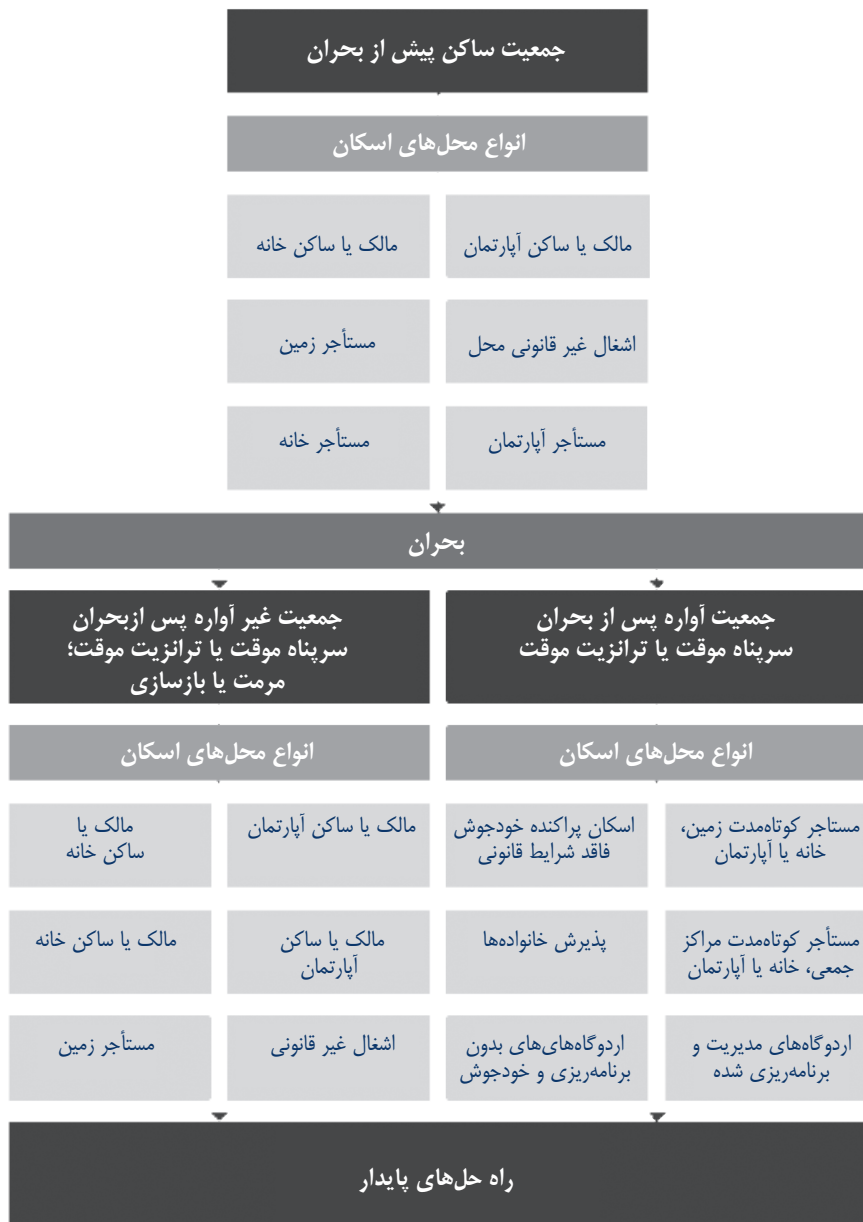 جمعیت ساکن پیش از بحران
انواع محل‌های اسکان
مالک یا ساکن آپارتمان
مالک یا ساکن خانه
اشغال غیر قانونی محل
مستأجر زمین
مستأجر آپارتمان
مستأجر خانه
بحران
جمعیت آواره پس از بحران
سرپناه موقت یا ترانزیت موقت
جمعیت غیر آواره پس ازبحران
سرپناه موقت یا ترانزیت موقت؛
مرمت یا بازسازی
انواع محل‌های اسکان
انواع محل‌های اسکان
مستاجر کوتاه‌مدت زمین،
خانه یا آپارتمان
اسکان پراکنده خودجوش
فاقد شرایط قانونی
مالک یا ساکن آپارتمان
مالک یا
ساکن خانه
مستأجر کوتاه‌مدت مراکز
جمعی، خانه یا آپارتمان
پذیرش خانواده‌ها
مالک یا ساکن
آپارتمان
مالک یا ساکن خانه
اردوگاه‌های مدیریت و
برنامه‌ریزی شده
اردوگاه‌های‌های بدون
برنامه‌ریزی و خودجوش
اشغال غیر قانونی
مستأجر زمین
راه حل‌های پایدار